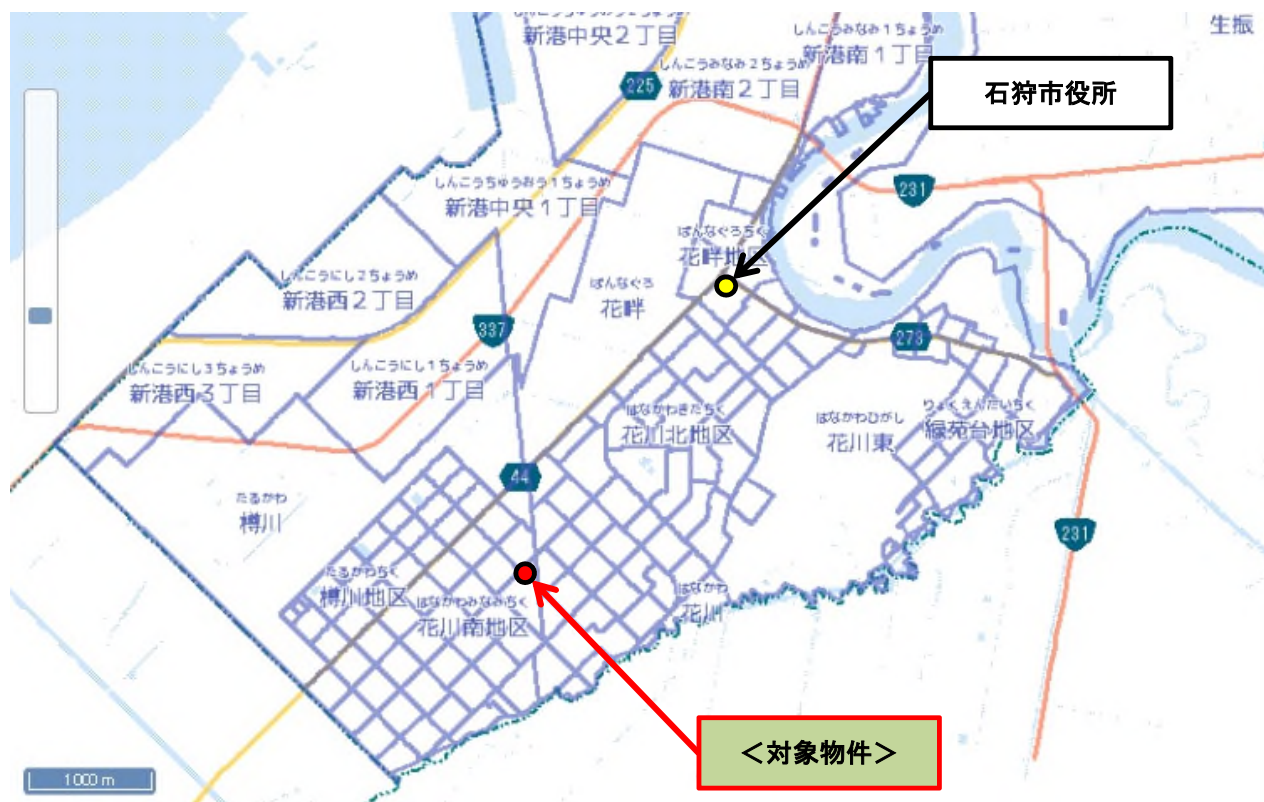 しんこうちゅうおう2ちょうめ
新港中央2丁目
しんこうみなみ1ちょうめ
新港南1丁目
生振
しんこうみなみ2ちょうめ
新港南2丁目
225
石狩市役所
231
しんこうちゅうおう1ちょうめ
新港中央1丁目
ばんなぐろちく
花畔地区
ばんなぐろ
花畔
しんこうにし2ちょうめ
新港西2丁目
337
273
しんこうにし3ちょうめ
新港西3丁目
しんこうにし1ちょうめ
新港西1丁目
はなかわきたちく
花川北地区
はなかわひがし
花川東
りょくえんだいちく
緑苑台地区
44
たるかわ
樽川
231
たるかわちく
樽川地区
はなかわみなみちく
花川南地区
はなかわ
花川
<対象物件>
1000 m